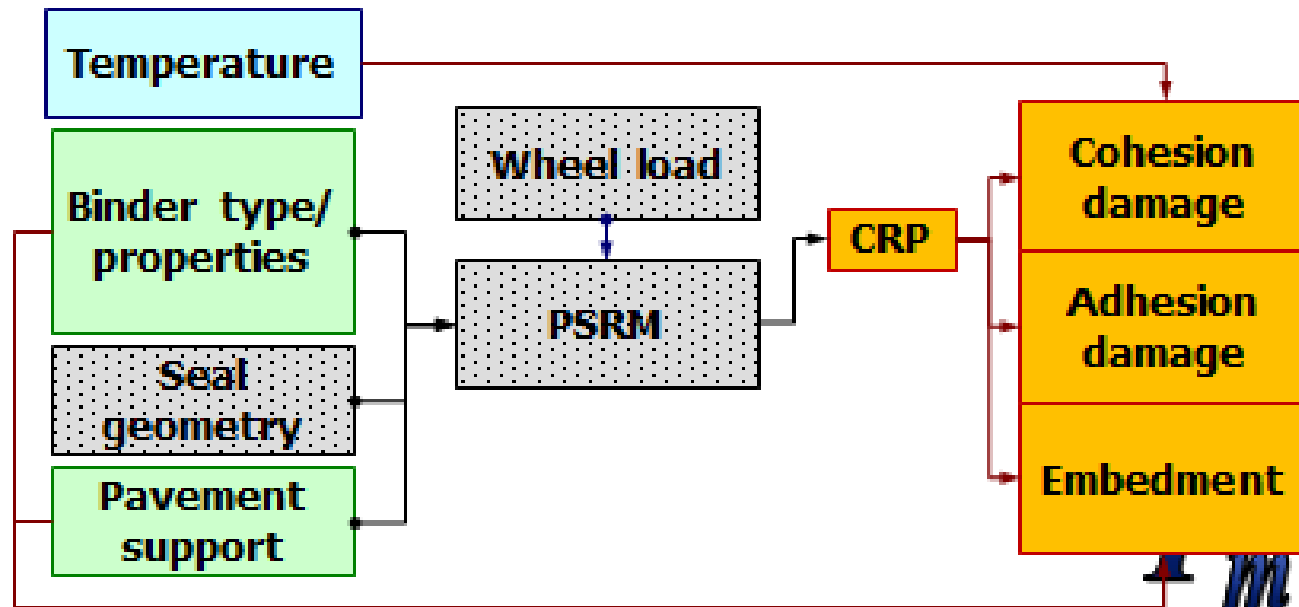 Temperature
Binder type/
properties
Seal
geometry
Pavement
support
Wheel load
PSRM
CRP
Cohesion
damage
Adhesion
damage
Embedment
m